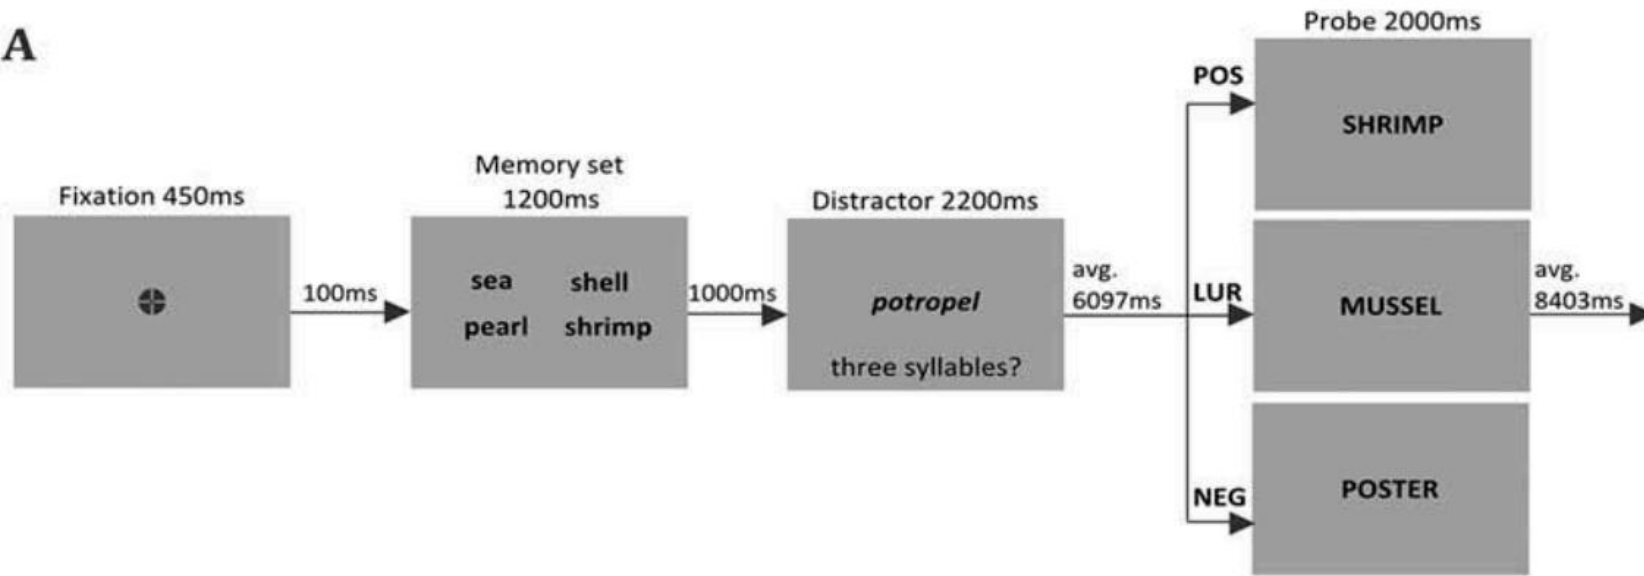 A
Fixation 450ms
100ms
Memory set
1200ms
sea shell
pearl shrimp
1000ms
Distractor 2200ms
potropel
three syllables?
avg.
6097ms
Probe 2000ms
POS
SHRIMP
LUR
MUSSEL
NEG
POSTER
avg.
8403ms